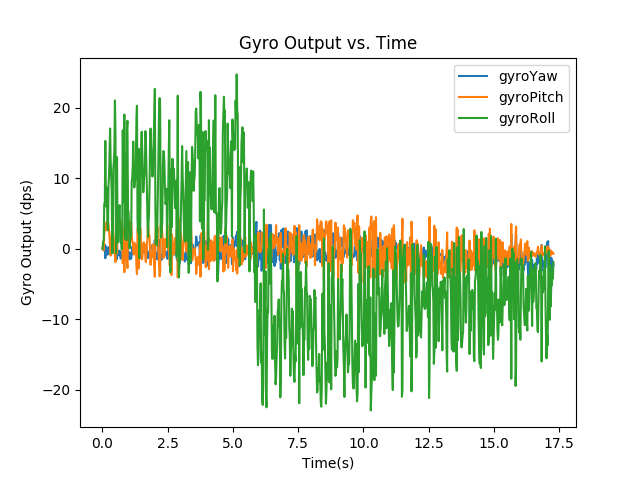 Gyro Output vs. Time
gyroYaw
gyroPitch
gyroRoll
Gyro Output (dps)
20
10
0
−10
−20
0.0 2.5 5.0 7.5 10.0 12.5 15.0 17.5
Time(s)